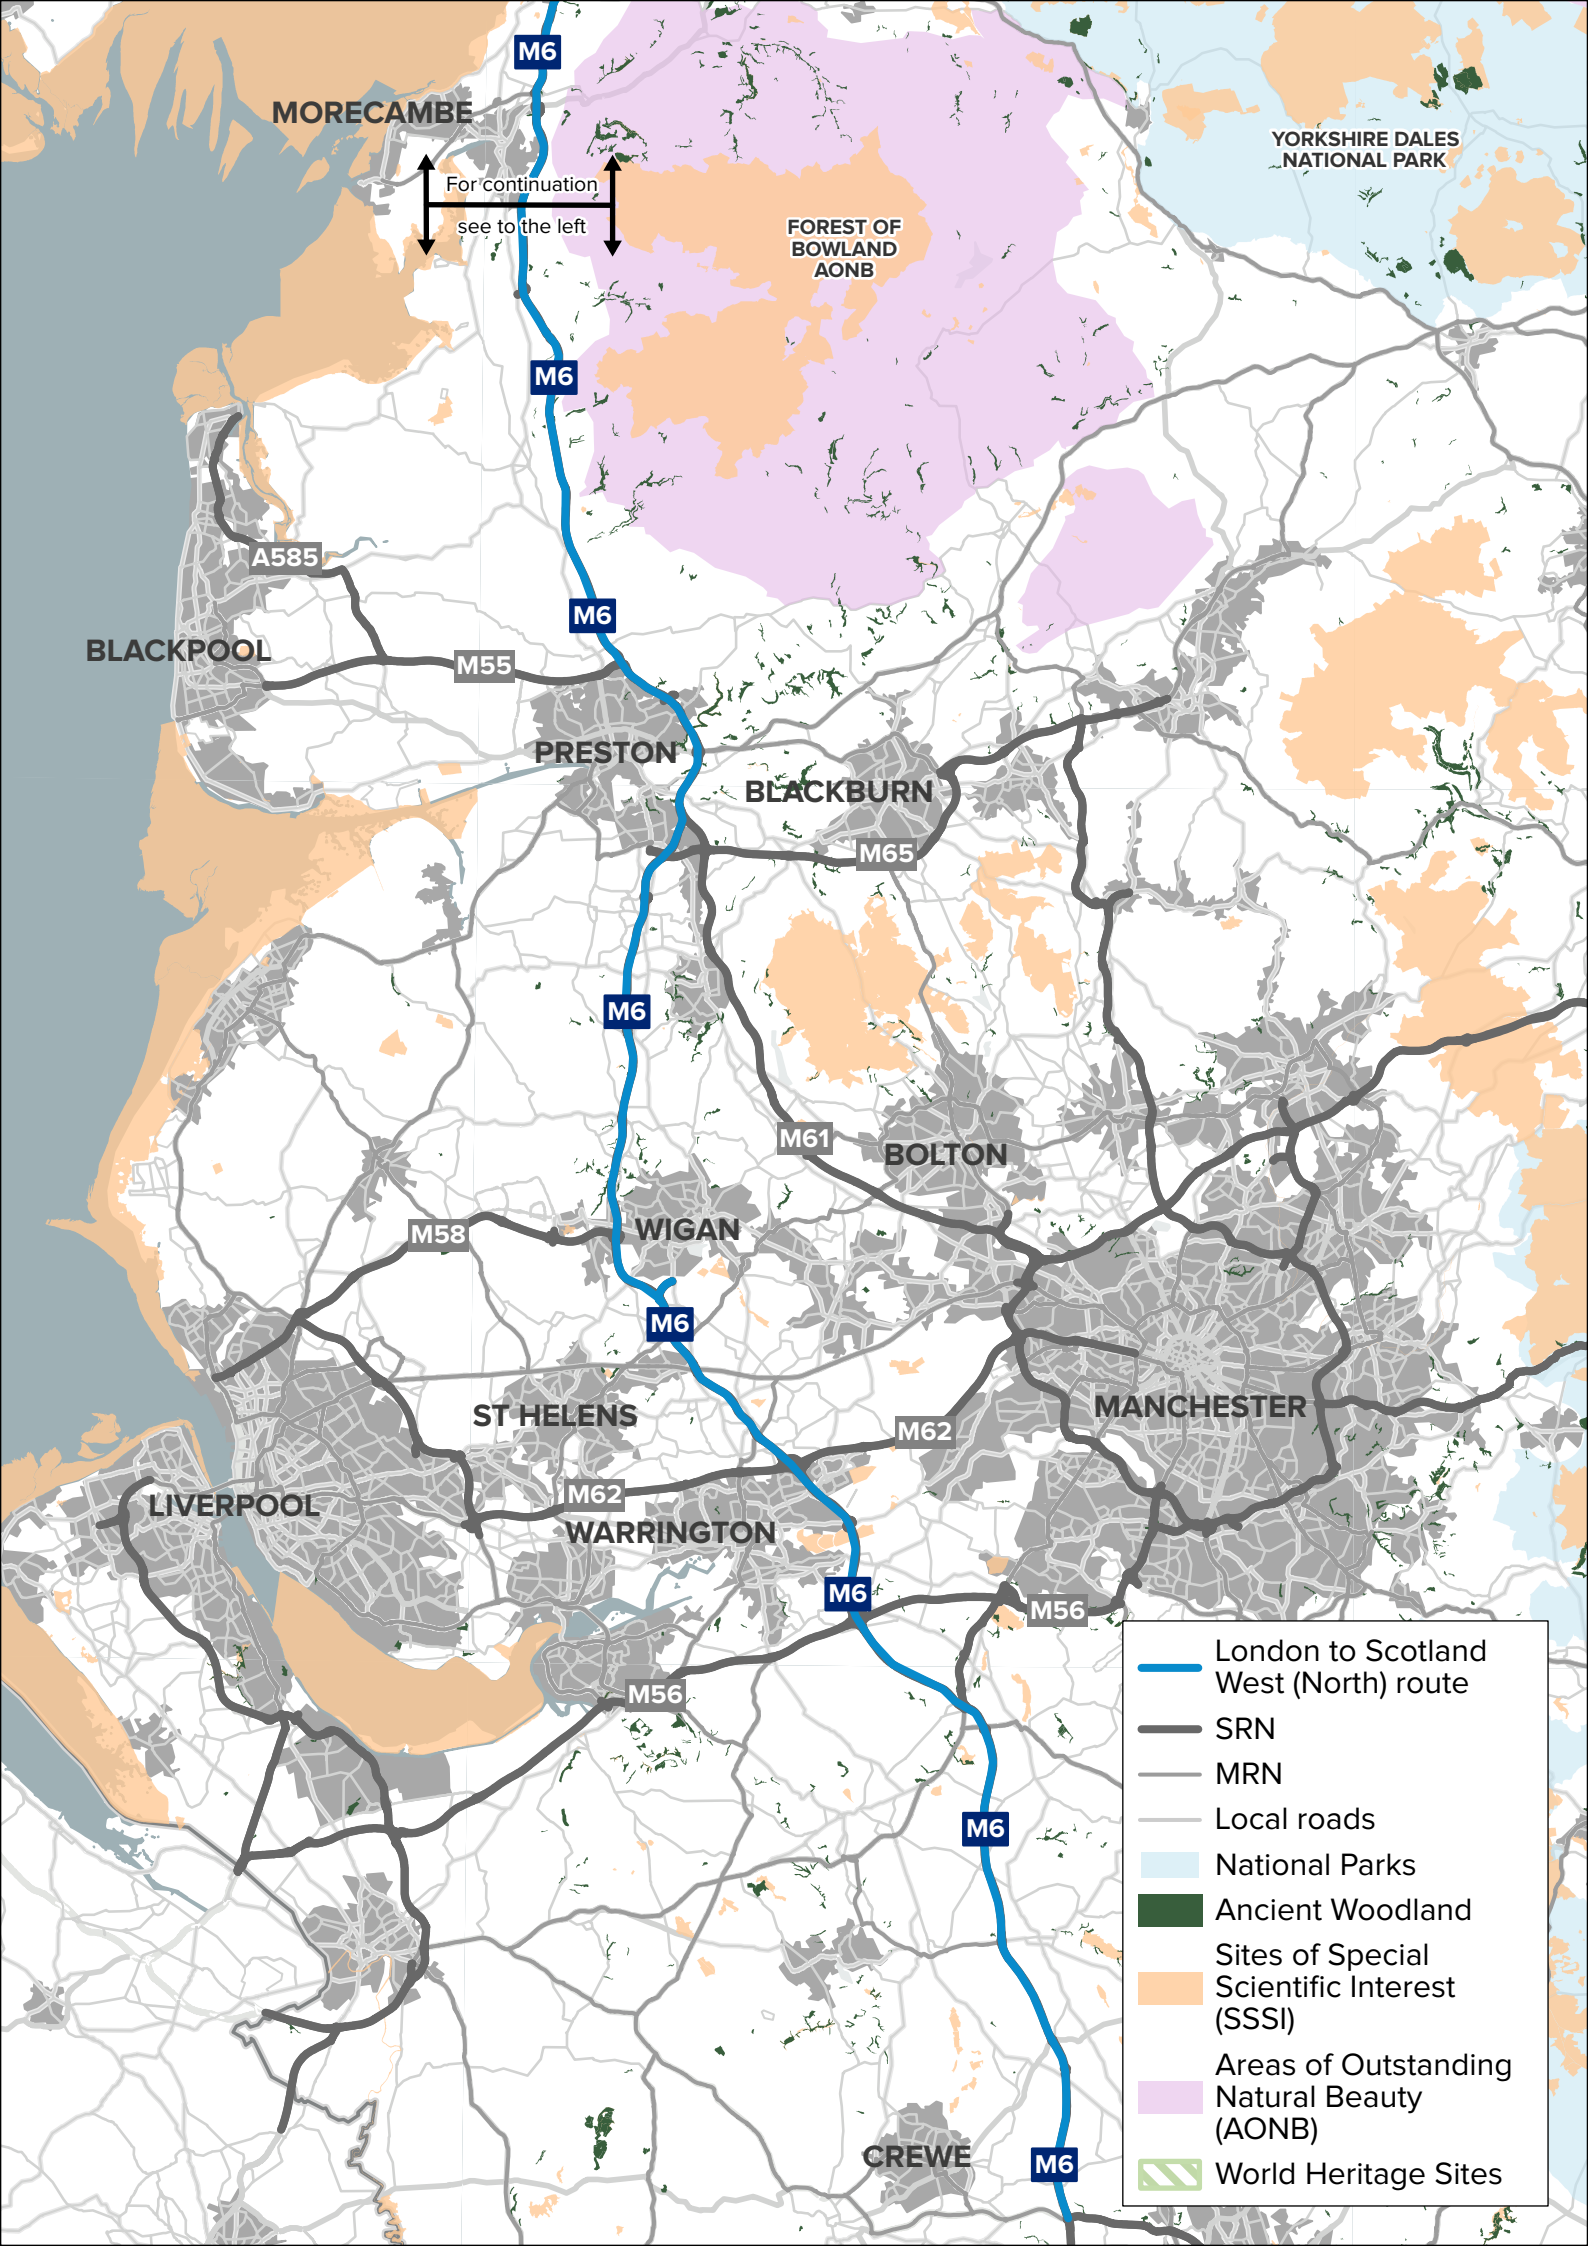 M6
MORECAMBE
YORKSHIRE DALES
NATIONAL PARK
For continuation
see to the left
FOREST OF
BOWLAND
AONB
M6
A585
M6
BLACKPOOL
M55
PRESTON
BLACKBURN
M65
M6
M61
BOLTON
WIGAN
M58
M6
MANCHESTER
ST HELENS
M62
M62
LIVERPOOL
WARRINGTON
M6
M56
M56
M6
CREWE
M6
London to Scotland
West (North) route
SRN
MRN
Local roads
National Parks
Ancient Woodland
Sites of Special
Scientific Interest
(SSSI)
Areas of Outstanding
Natural Beauty
(AONB)
World Heritage Sites